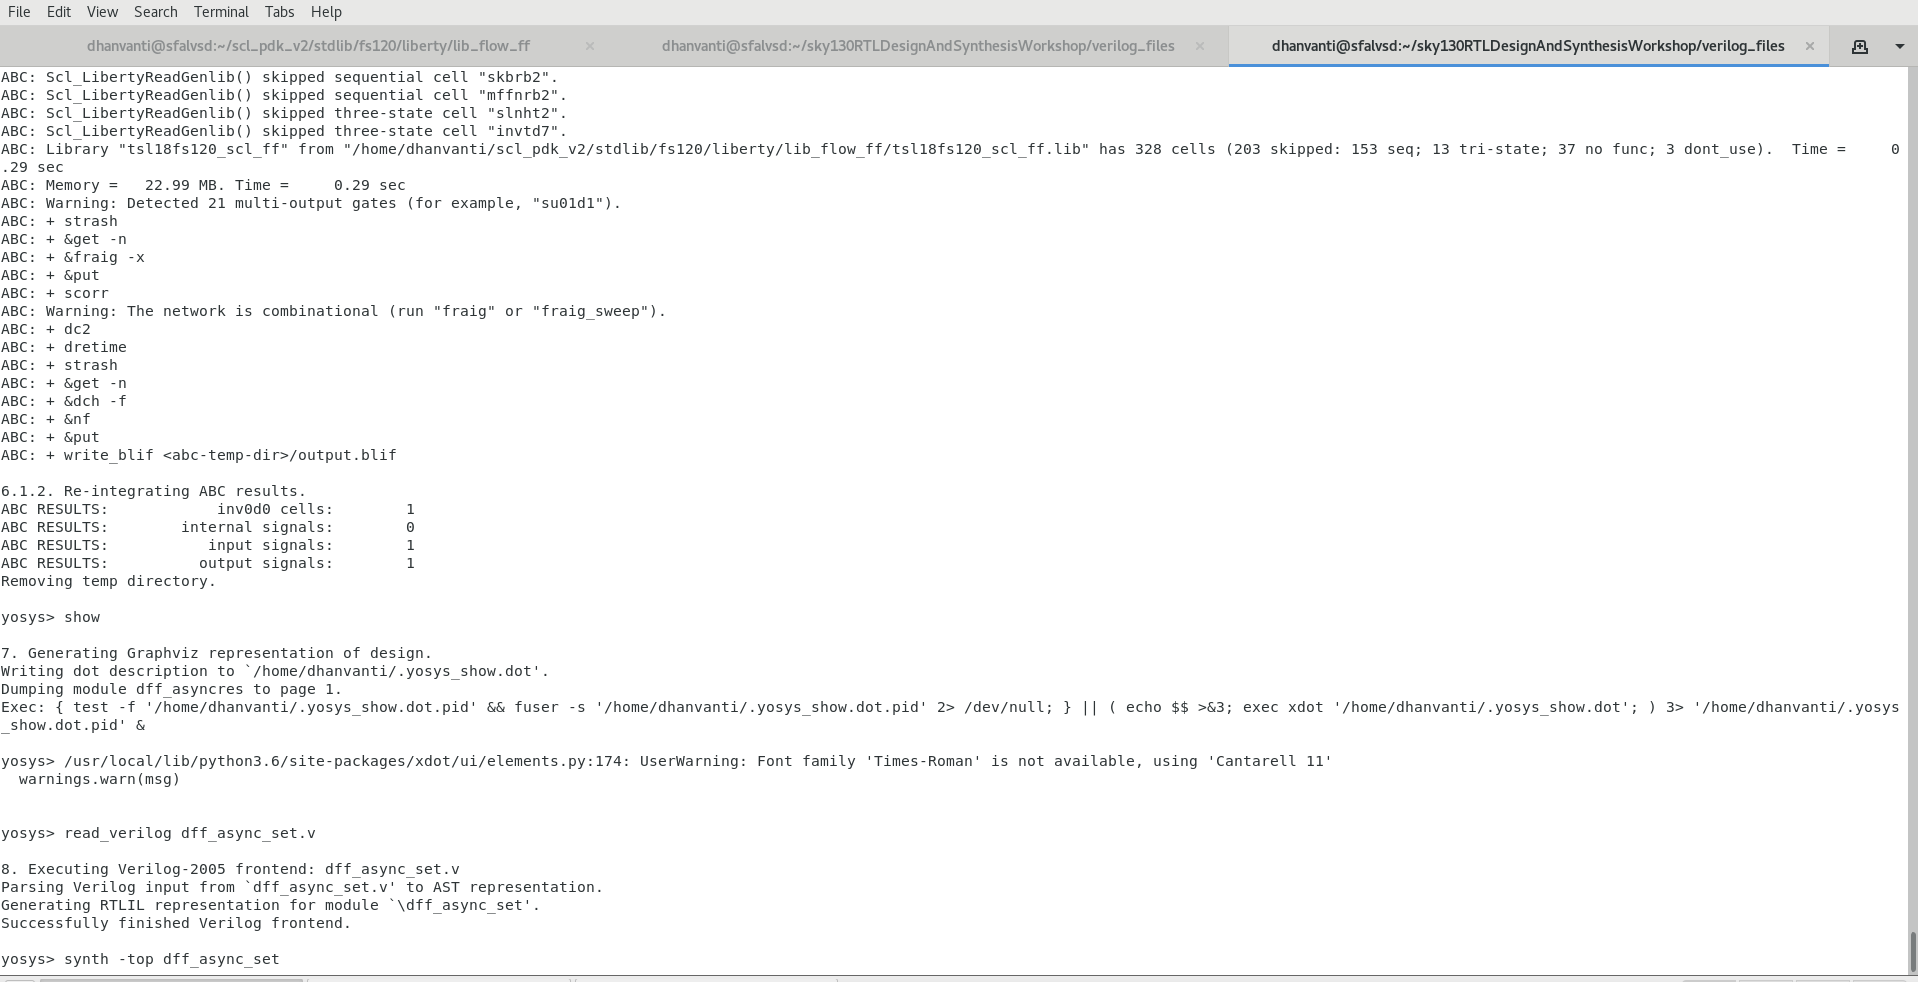 File Edit View Search Terminal Tabs Help
dhanvanti@sfalvsd:~/scl_pdk_v2/stdlib/fs120/liberty/lib_flow_ff × dhanvanti@sfalvsd:~/sky130RTLDesignAndSynthesisWorkshop/verilog_files × dhanvanti@sfalvsd:~/sky130RTLDesignAndSynthesisWorkshop/verilog_files ×
ABC: Scl_LibertyReadGenlib() skipped sequential cell "skbrb2".
ABC: Scl_LibertyReadGenlib() skipped sequential cell "mffnrb2".
ABC: Scl_LibertyReadGenlib() skipped three-state cell "slnht2".
ABC: Scl_LibertyReadGenlib() skipped three-state cell "invtd7".
ABC: Library "tsl18fs120_scl_ff" from "/home/dhanvanti/scl_pdk_v2/stdlib/fs120/liberty/lib_flow_ff/tsl18fs120_scl_ff.lib" has 328 cells (203 skipped: 153 seq; 13 tri-state; 37 no func; 3 dont_use).  Time =     0
.29 sec
ABC: Memory =   22.99 MB. Time =     0.29 sec
ABC: Warning: Detected 21 multi-output gates (for example, "su01d1").
ABC: + strash
ABC: + &get -n
ABC: + &fraig -x
ABC: + &put
ABC: + scorr
ABC: Warning: The network is combinational (run "fraig" or "fraig_sweep").
ABC: + dc2
ABC: + dretime
ABC: + strash
ABC: + &get -n
ABC: + &dch -f
ABC: + &nf
ABC: + &put
ABC: + write_blif <abc-temp-dir>/output.blif
6.1.2. Re-integrating ABC results.
ABC RESULTS:            inv0d0 cells:        1
ABC RESULTS:        internal signals:        0
ABC RESULTS:           input signals:        1
ABC RESULTS:          output signals:        1
Removing temp directory.
yosys> show
7. Generating Graphviz representation of design.
Writing dot description to `/home/dhanvanti/.yosys_show.dot'.
Dumping module dff_asyncres to page 1.
Exec: { test -f '/home/dhanvanti/.yosys_show.dot.pid' && fuser -s '/home/dhanvanti/.yosys_show.dot.pid' 2> /dev/null; } || ( echo $$ >&3; exec xdot '/home/dhanvanti/.yosys_show.dot'; ) 3> '/home/dhanvanti/.yosys
_show.dot.pid' &
yosys> /usr/local/lib/python3.6/site-packages/xdot/ui/elements.py:174: UserWarning: Font family 'Times-Roman' is not available, using 'Cantarell 11'
  warnings.warn(msg)
yosys> read_verilog dff_async_set.v
8. Executing Verilog-2005 frontend: dff_async_set.v
Parsing Verilog input from `dff_async_set.v' to AST representation.
Generating RTLIL representation for module `\dff_async_set'.
Successfully finished Verilog frontend.
yosys> synth -top dff_async_set